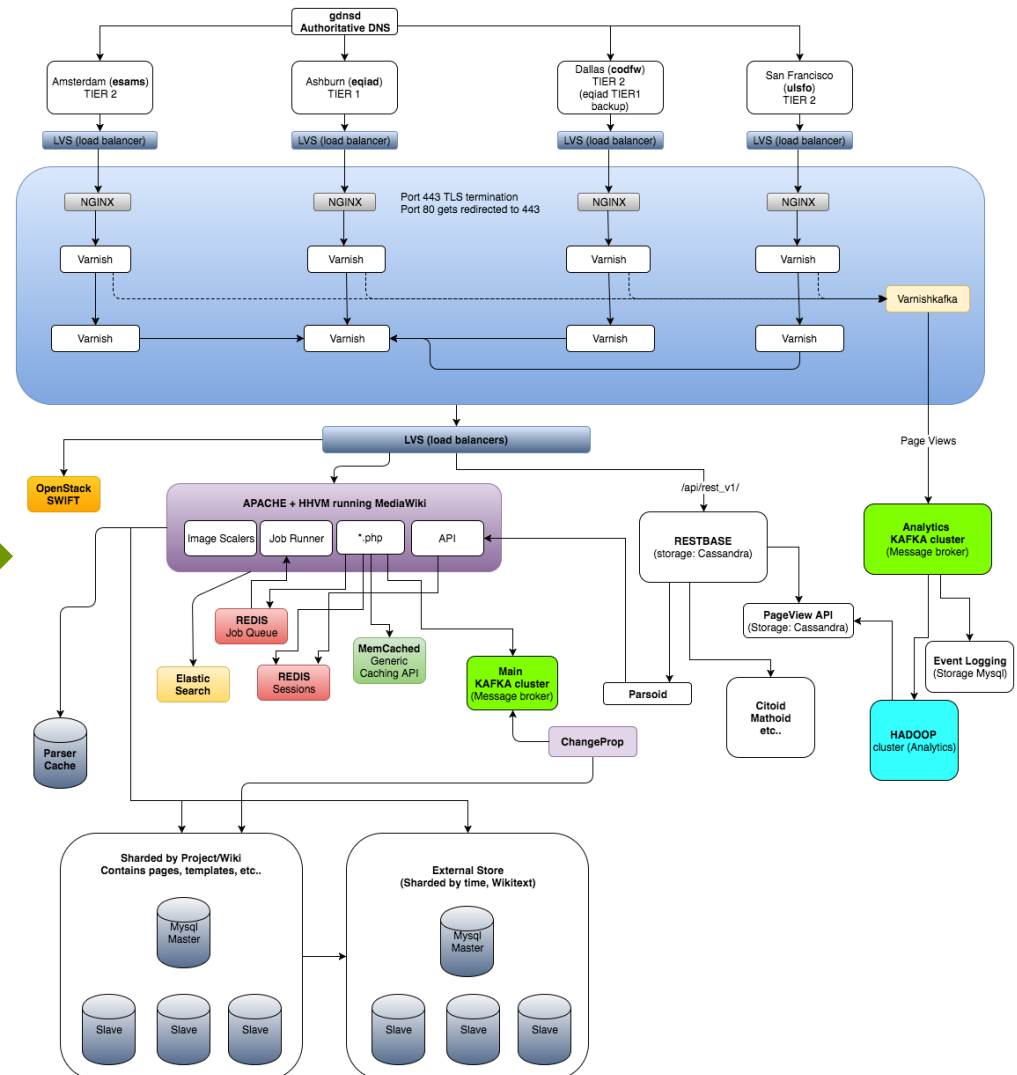 gdnsd
Authoritative DNS
Amsterdam (esams)
TIER 2
Ashburn (eqiad)
TIER 1
Dallas (codfw)
TIER 2
(eqiad TIER1
backup)
San Francisco
(ulsfo)
TIER 2
LVS (load balancer)
LVS (load balancer)
LVS (load balancer)
LVS (load balancer)
NGINX
NGINX
Port 443 TLS termination
Port 80 gets redirected to 443
NGINX
NGINX
Varnish
Varnish
Varnish
Varnish
Varnishkafka
Varnish
Varnish
Varnish
Varnish
LVS (load balancers)
Page Views
OpenStack
SWIFT
/api/rest_v1/
APACHE + HHVM running MediaWiki
Image Scalers
Job Runner
*.php
API
RESTBASE
(storage: Cassandra)
Analytics
KAFKA cluster
(Message broker)
REDIS
Job Queue
MemCached
Generic
Caching API
PageView API
(Storage: Cassandra)
Elastic
Search
REDIS
Sessions
Main
KAFKA cluster
(Message broker)
Parsoid
Event Logging
(Storage Mysql)
Citoid
Mathoid
etc..
HADOOP
cluster (Analytics)
ChangeProp
Parser
Cache
Sharded by Project/Wiki
Contains pages, templates, etc..
External Store
(Sharded by time, Wikitext)
Mysql
Master
Mysql
Master
Slave
Slave
Slave
Slave
Slave
Slave